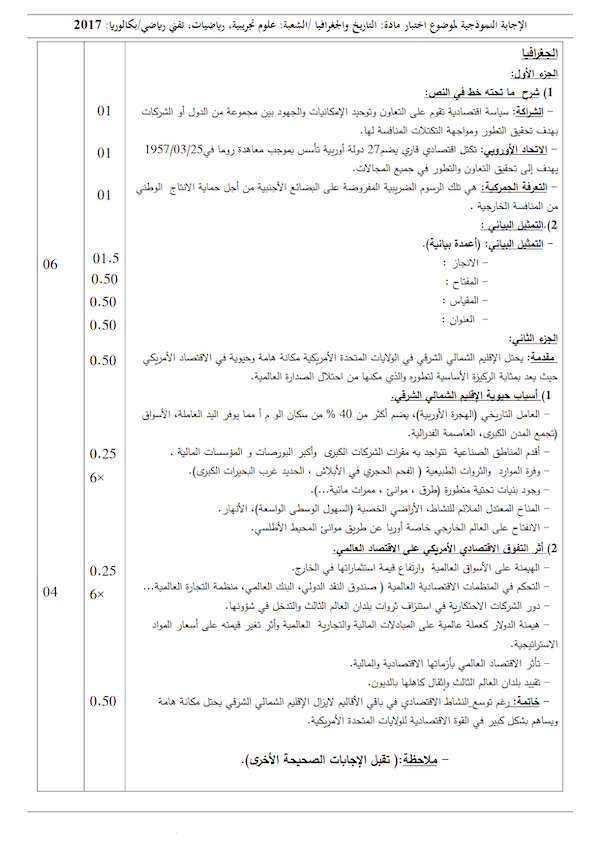 الإجابة النموذجية لموضوع اختبار مادة: التاريخ والجغرافيا /الشعبة: علوم تجريبية، رياضيات، تقني رياضي/بكالوريا: 2017
الجغرافيا
الجزء الأول:
1) شرح ما تحته خط في النص:
01 – الشراكة: سياسة اقتصادية تقوم على التعاون وتوحيد الإمكانيات والجهود بين مجموعة من الدول أو الشركات
بهدف تحقيق التطور ومواجهة التكتلات المنافسة لها.
01 – الاتحاد الأوروبي: تكتل اقتصادي قاري يضم27 دولة أوربية تأسس بموجب معاهدة روما في1957/03/25
يهدف إلى تحقيق التعاون والتطور في جميع المجالات.
01 – التعرفة الجمركية: هي تلك الرسوم الضريبية المفروضة على البضائع الأجنبية من أجل حماية الانتاج الوطني
من المنافسة الخارجية .
2).التمثيل البياني :
– التمثيل البياني: (أعمدة بيانية).
06 01.5 – الانجاز :
0.50 – المفتاح :
0.50 – المقياس :
0.50 – العنوان :
الجزء الثاني:
0.50 مقدمة: يحتل الإقليم الشمالي الشرقي في الولايات المتحدة الأمريكية مكانة هامة وحيوية في الاقتصاد الأمريكي
حيث يعد بمثابة الركيزة الأساسية لتطوره والذي مكنها من احتلال الصدارة العالمية.
1) أسباب حيوية الإقليم الشمالي الشرقي.
– العامل التاريخي (الهجرة الأوربية)، يضم أكثر من 40 % من سكان الو م أ مما يوفر اليد العاملة، الأسواق
(تجمع المدن الكبرى، العاصمة الفدرالية.
0.25 – أقدم المناطق الصناعية تتواجد به مقرات الشركات الكبرى وأكبر البورصات و المؤسسات المالية .
6× – وفرة الموارد والثروات الطبيعية ( الفحم الحجري في الأبلاش ، الحديد غرب البحيرات الكبرى).
– وجود بنيات تحتية متطورة (طرق ، موانئ ، ممرات مائية...).
– المناخ المعتدل الملائم للنشاط، الأراضي الخصبة (السهول الوسطى الواسعة)، الأنهار.
– الانفتاح على العالم الخارجي خاصة أوربا عن طريق موانئ المحيط الأطلسي.
2) أثر التفوق الاقتصادي الأمريكي على الاقتصاد العالمي.
0.25 – الهيمنة على الأسواق العالمية وارتفاع قيمة استثماراتها في الخارج.
04 6× – التحكم في المنظمات الاقتصادية العالمية ( صندوق النقد الدولي، البنك العالمي، منظمة التجارة العالمية...
– دور الشركات الاحتكارية في استنزاف ثروات بلدان العالم الثالث والتدخل في شؤونها.
– هيمنة الدولار كعملة عالمية على المبادلات المالية والتجارية العالمية وأثر تغير قيمته على أسعار المواد
الاستراتيجية.
– تأثر الاقتصاد العالمي بأزماتها الاقتصادية والمالية.
– تقييد بلدان العالم الثالث وإثقال كاهلها بالديون.
0.50 – خاتمة: رغم توسع النشاط الاقتصادي في باقي الأقاليم لايزال الإقليم الشمالي الشرقي يحتل مكانة هامة
ويساهم بشكل كبير في القوة الاقتصادية للولايات المتحدة الأمريكية.
– ملاحظة:( تقبل الإجابات الصحيحة الأخرى).